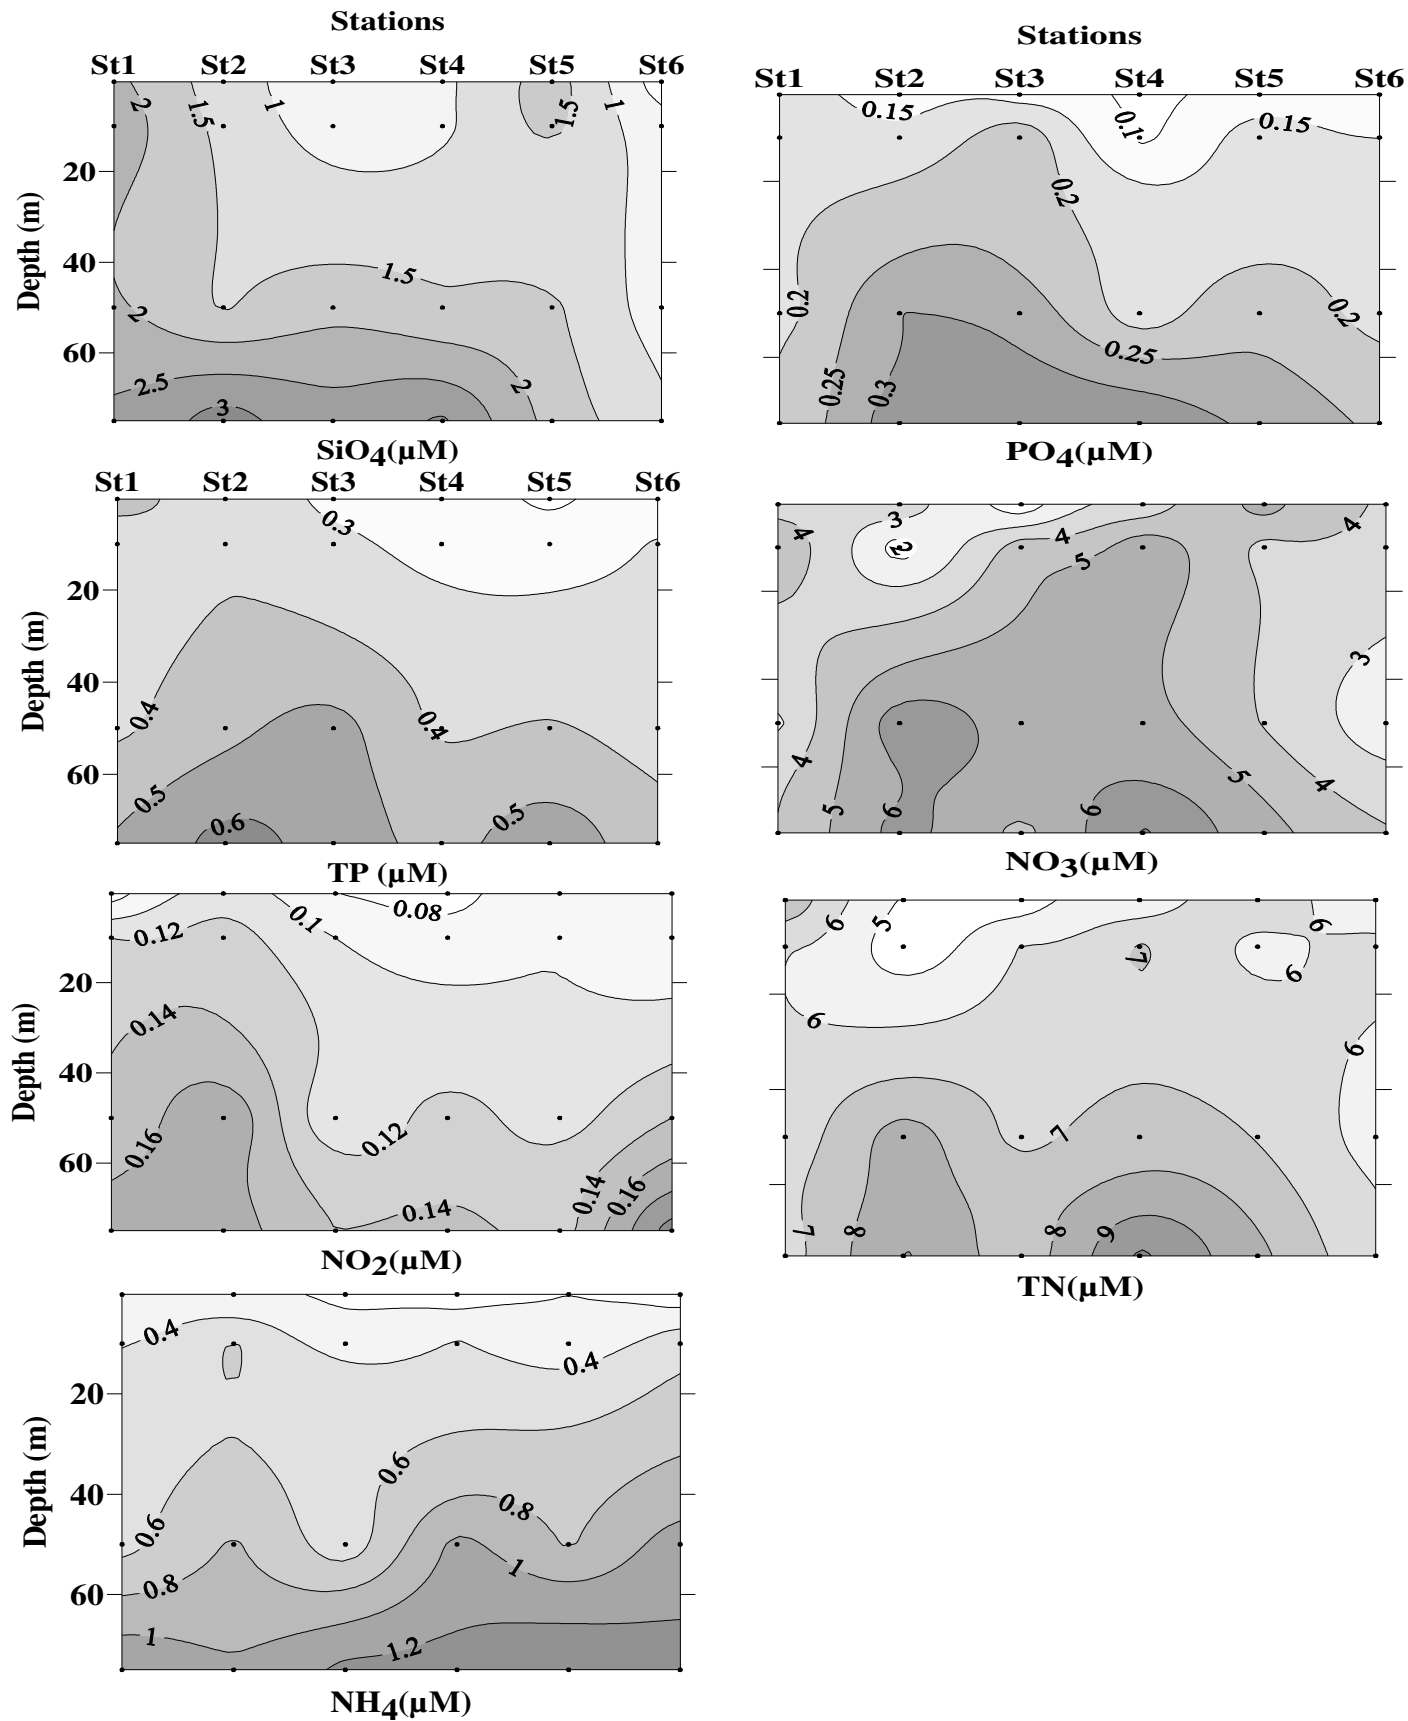 Stations
St1 St2 St3 St4 St5 St6
2 1.5 1 1.5 1
20
Depth (m)
40
1.5
2
60
2.5 3 2
SiO4(µM)
Stations
St1 St2 St3 St4 St5 St6
0.15 0.1 0.15
0.2
0.2 0.2
0.25
0.25 0.3
PO4(µM)
St1 St2 St3 St4 St5 St6
0.3
20
Depth (m)
40
0.4 0.4
60
0.5 0.6 0.5
TP (µM)
4 3 4 4
2 5
3
4 5 4
5 6 6
NO3(µM)
0.12 0.1 0.08
20
0.14
Depth (m)
40
0.16 0.12
60
0.14 0.14 0.16
NO2(µM)
6 5 6
7 6
6 6
7
7 8 8 9
TN(µM)
0.4 0.4
20
Depth (m)
0.6
40
0.6 0.8
60
0.8 1
1 1.2
NH4(µM)